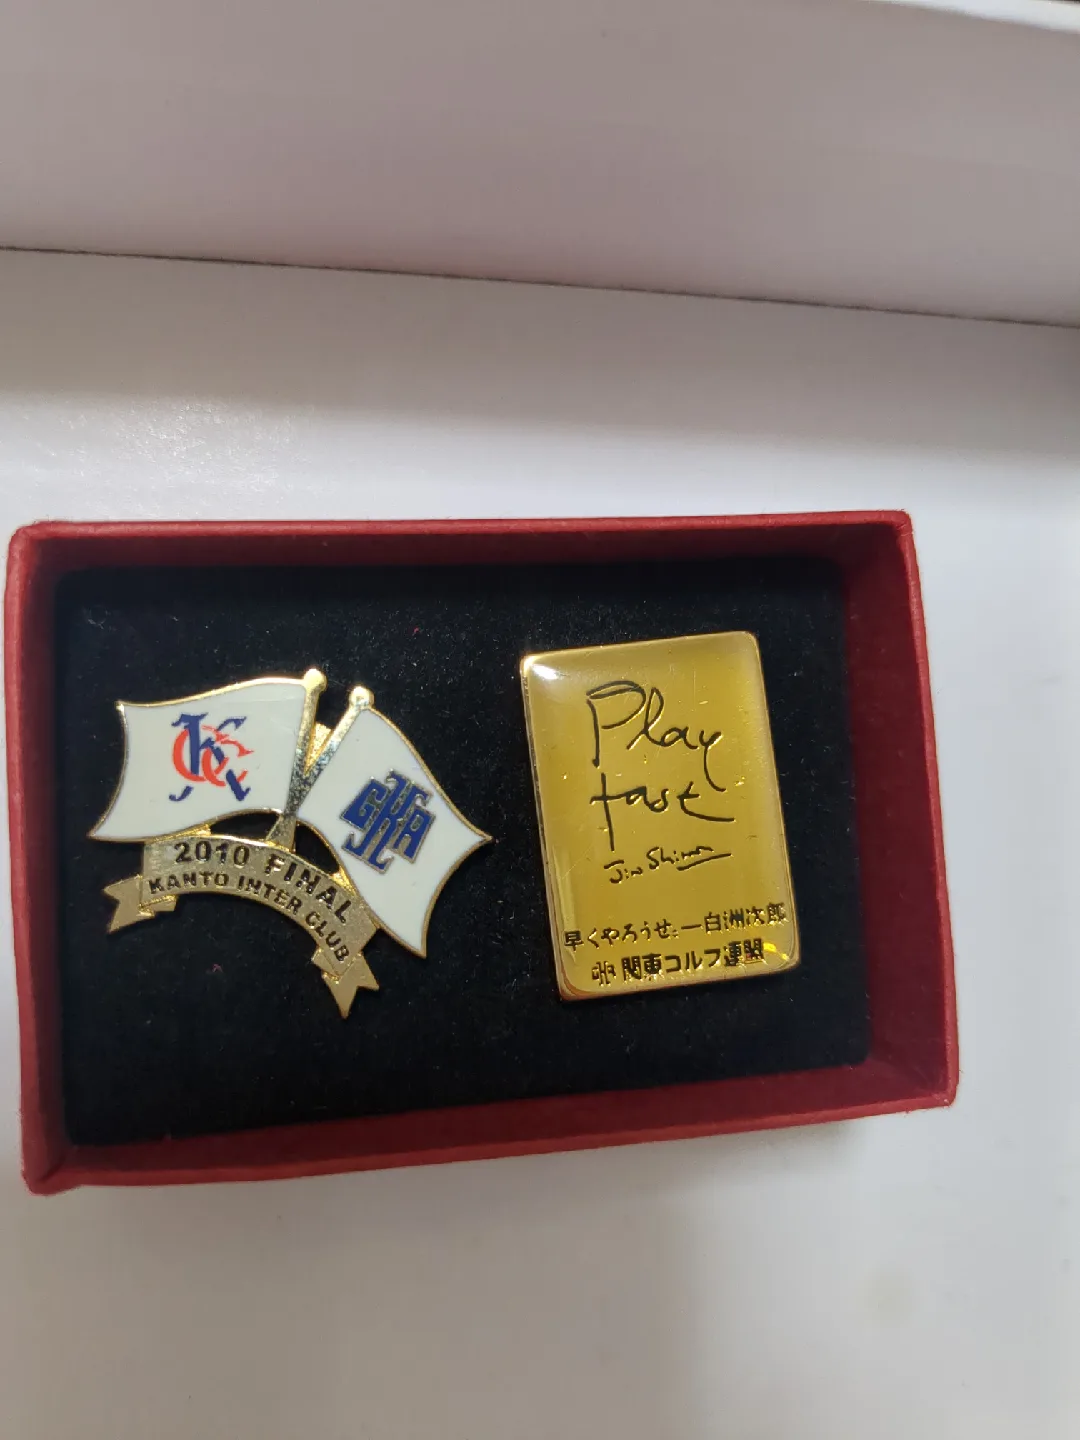 2010 FINAL
KANTO INTER CLUB
Play
fast
早くやろうぜ:—白洲次郎
関東ゴルフ連盟